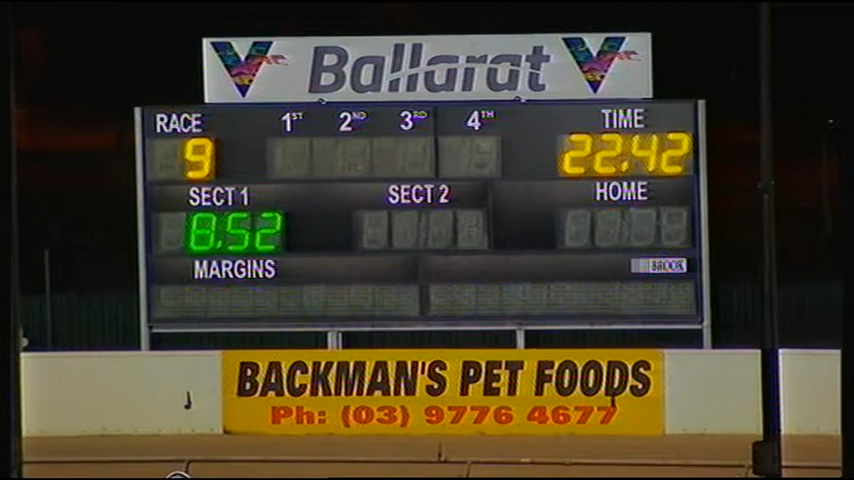 Ballarat
RACE 1ST 2ND 3RD 4TH TIME
9 22.42
SECT 1 SECT 2 HOME
8.52
MARGINS
BROOK
BACKMAN'S PET FOODS
Ph: (03) 9776 4677